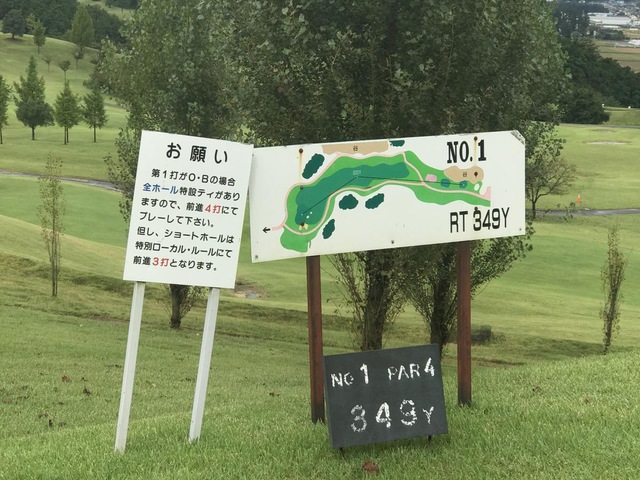 お願い
第1打がO・Bの場合
全ホール特設ティがあり
ますので、前進4打にて
プレーして下さい。
但し、ショートホールは
特別ローカル・ルールにて
前進3打となります。
NO.1
RT 349Y
NO1 PAR4
349Y